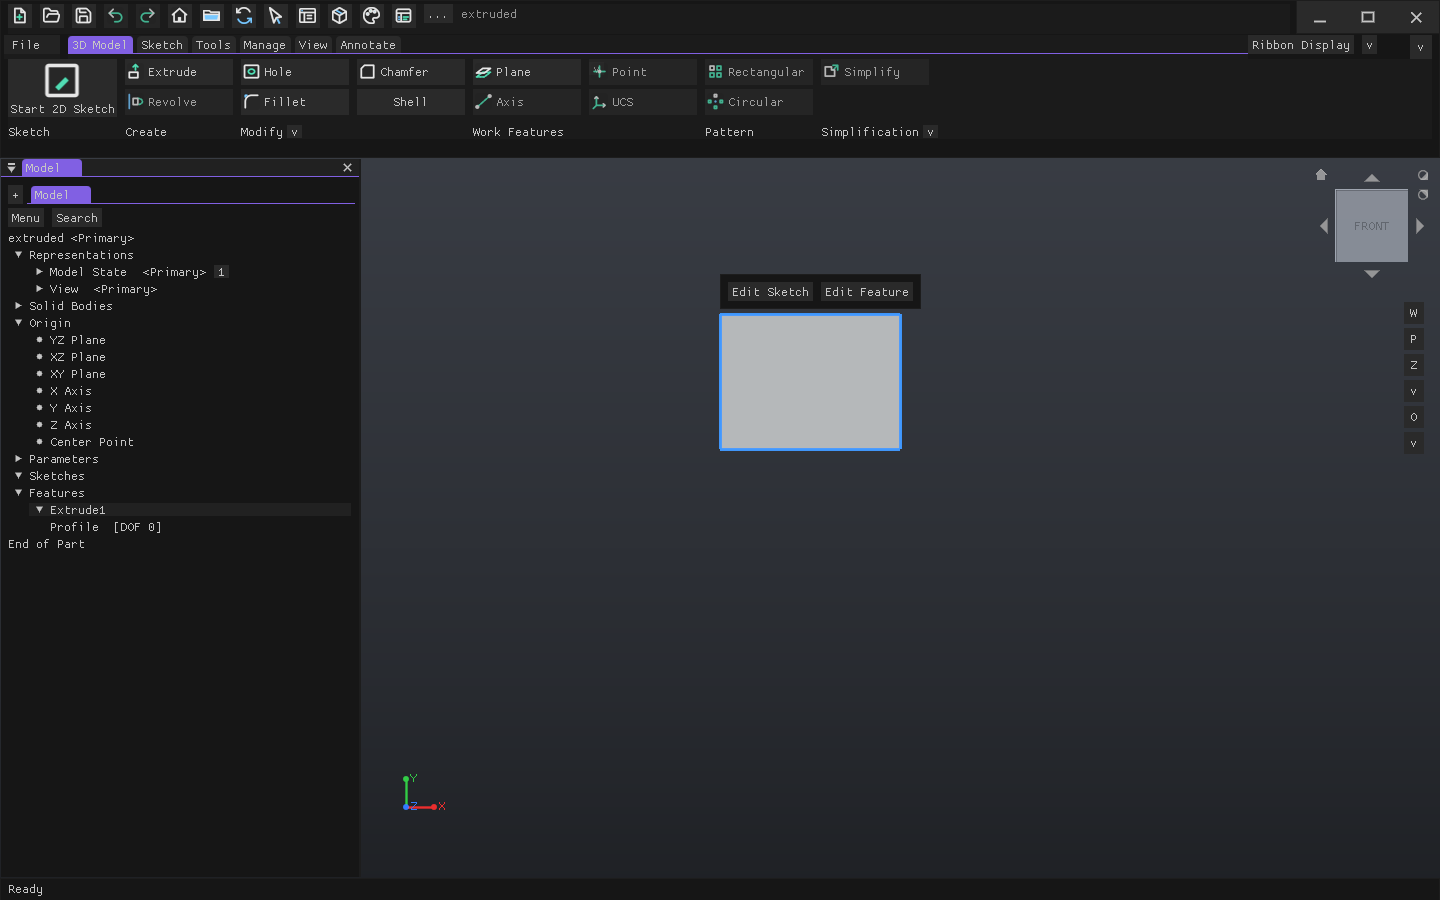 ... extruded
File 3D Model Sketch Tools Manage View Annotate Ribbon Display v v
Start 2D Sketch
Extrude Hole Chamfer Plane Point Rectangular Simplify
Revolve Fillet Shell Axis UCS Circular
Sketch Create Modify v Work Features Pattern Simplification v
Model
+ Model
Menu Search
extruded <Primary>
Representations
Model State <Primary> 1
View <Primary>
Solid Bodies
Origin
YZ Plane
XZ Plane
XY Plane
X Axis
Y Axis
Z Axis
Center Point
Parameters
Sketches
Features
Extrude1
Profile [DOF 0]
End of Part
Edit Sketch Edit Feature
FRONT
W
P
Z
v
O
v
Y
Z X
Ready